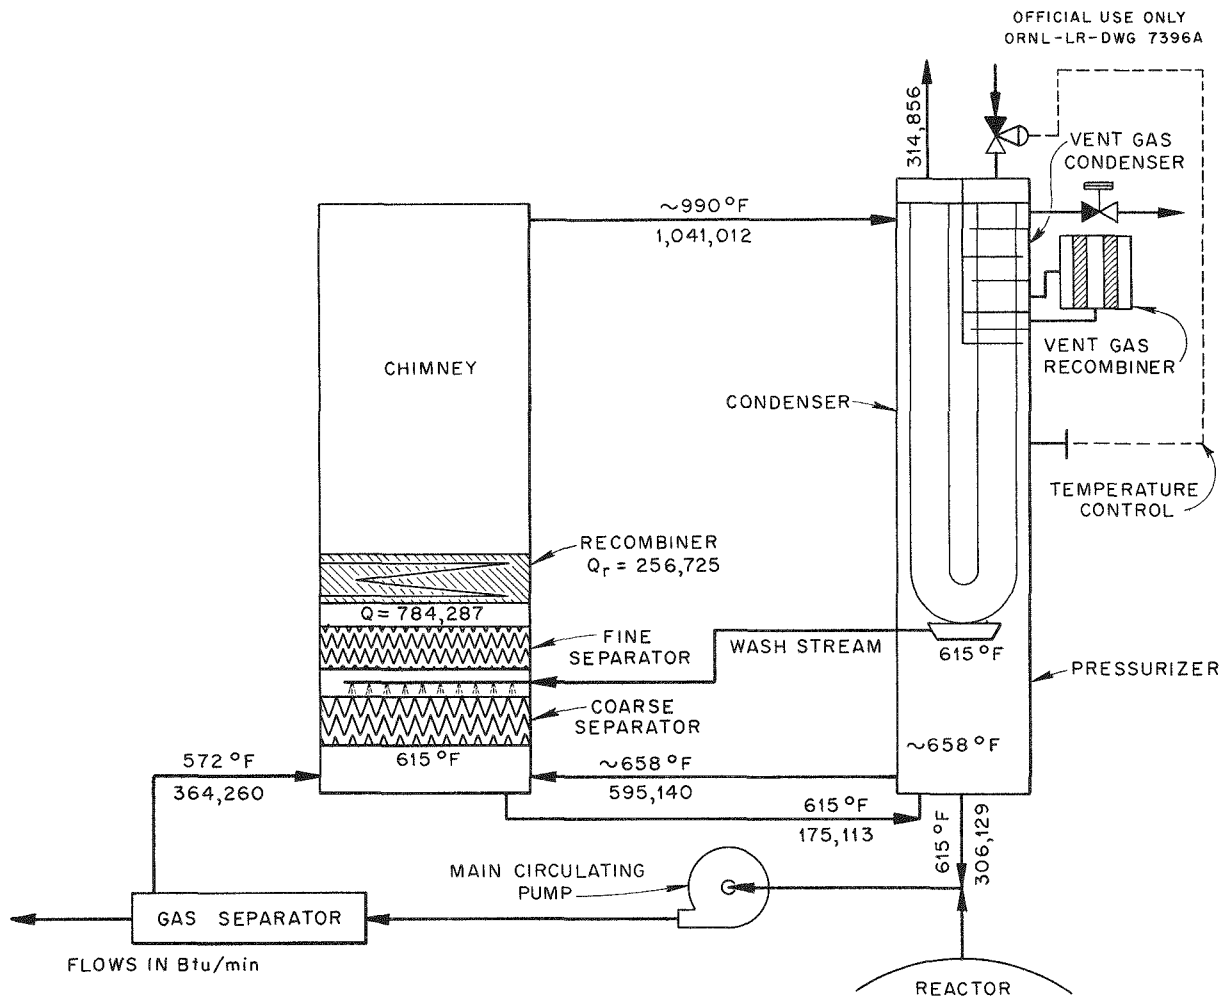 OFFICIAL USE ONLY
ORNL-LR-DWG 7396A
314,856
VENT GAS
CONDENSER
~990 °F
1,041,012
CHIMNEY
VENT GAS
RECOMBINER
CONDENSER
TEMPERATURE
CONTROL
RECOMBINER
Qr = 256,725
Q = 784,287
FINE
SEPARATOR
WASH STREAM
615 °F
PRESSURIZER
COARSE
SEPARATOR
615 °F
~658 °F
572 °F
364,260
~658 °F
595,140
615 °F
175,113
615 °F
306,129
MAIN CIRCULATING
PUMP
GAS SEPARATOR
FLOWS IN Btu/min
REACTOR